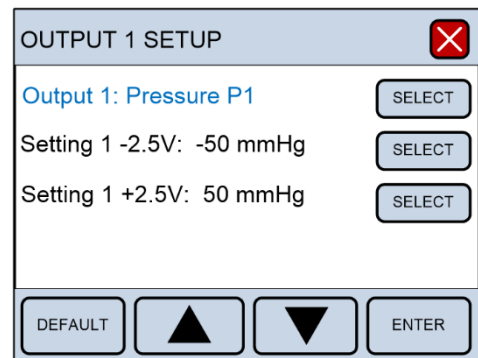 OUTPUT 1 SETUP
Output 1: Pressure P1 SELECT
Setting 1 -2.5V: -50 mmHg SELECT
Setting 1 +2.5V: 50 mmHg SELECT
DEFAULT ENTER